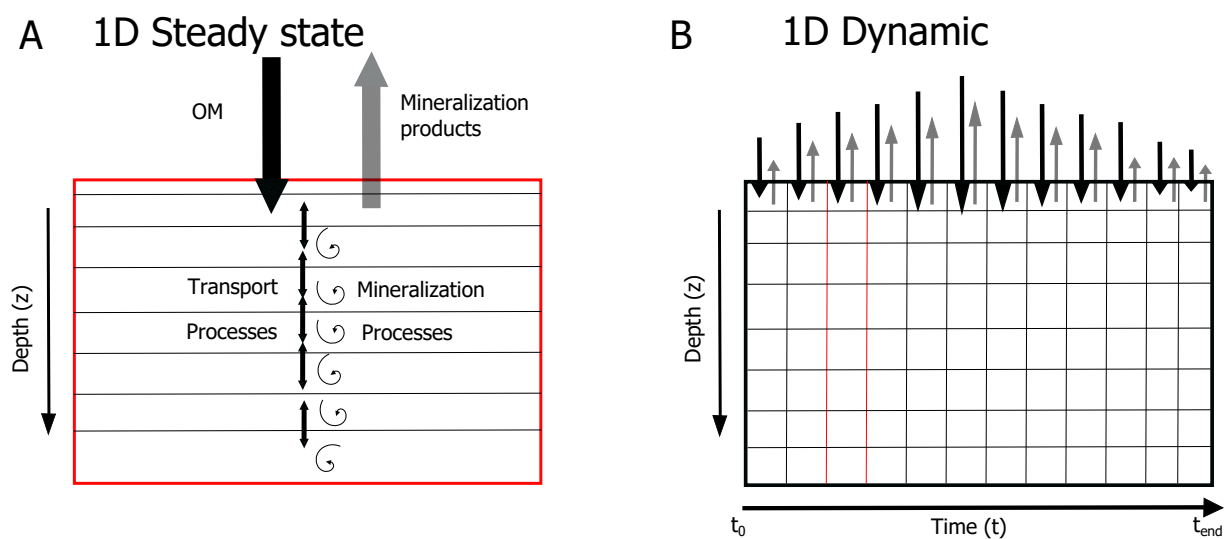 A
1D Steady state
OM
Mineralization
products
Depth (z)
Transport
Mineralization
Processes
Processes
B
1D Dynamic
Depth (z)
t0
Time (t)
tend